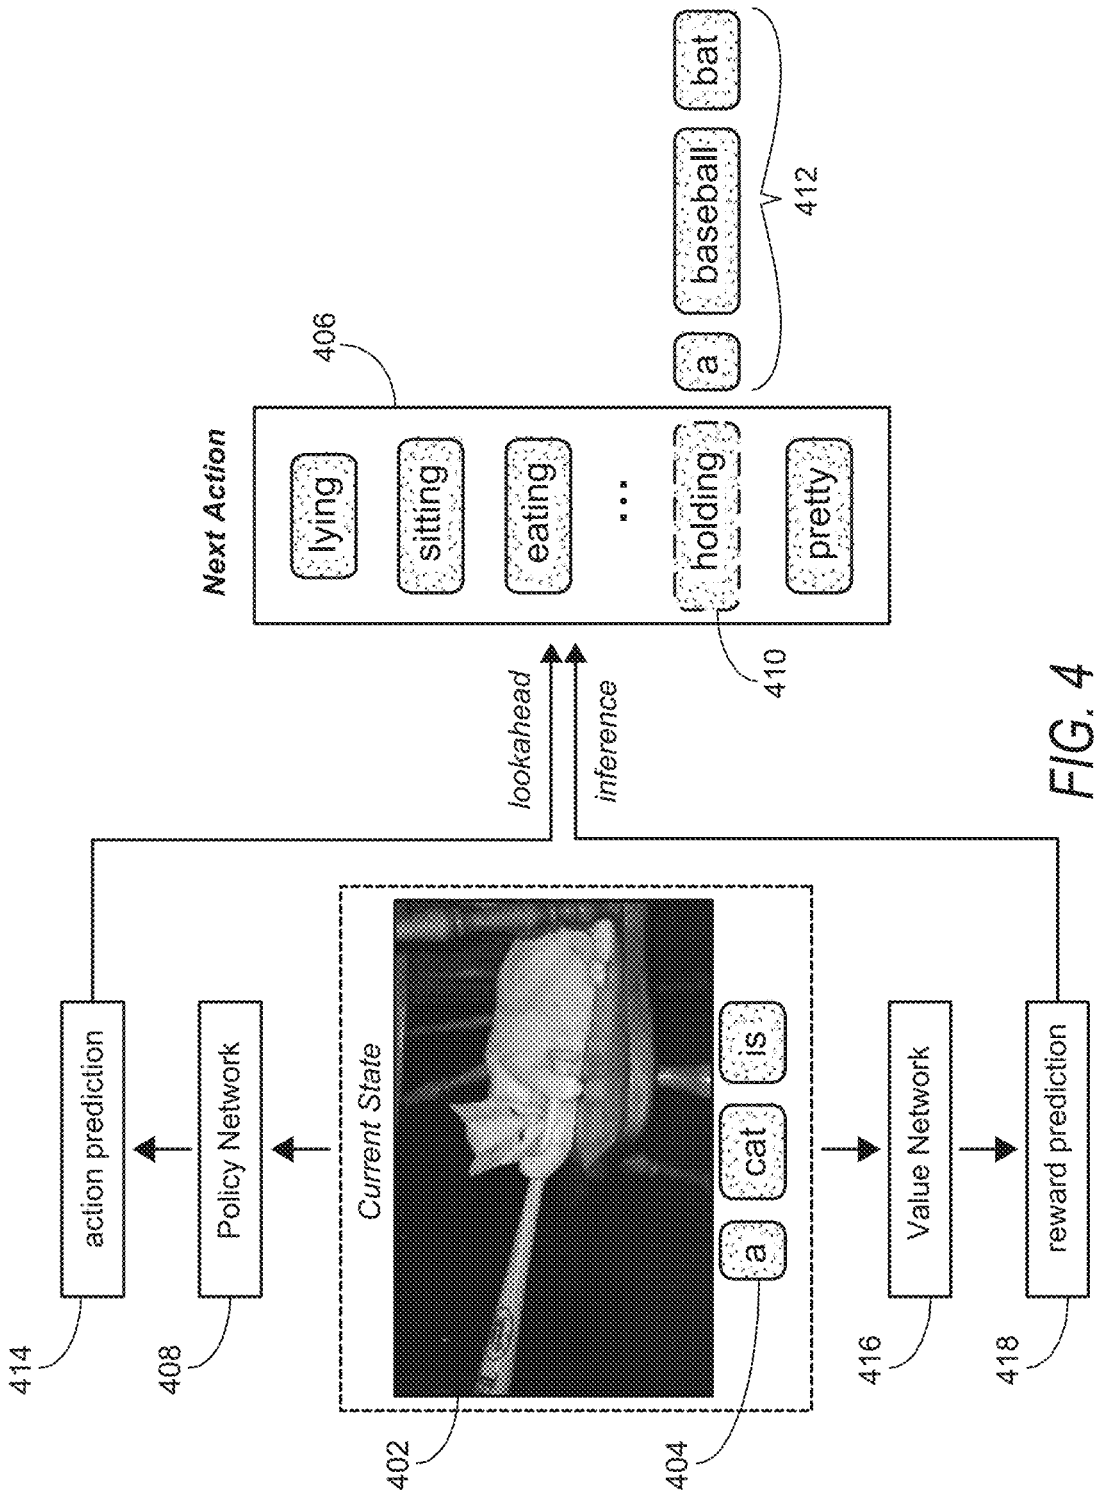 414
action prediction
408
Policy Network
Current State
402
404
a cat is
416
Value Network
418
reward prediction
lookahead
inference
Next Action
406
lying
sitting
eating
...
holding
410
pretty
a baseball bat
412
FIG. 4